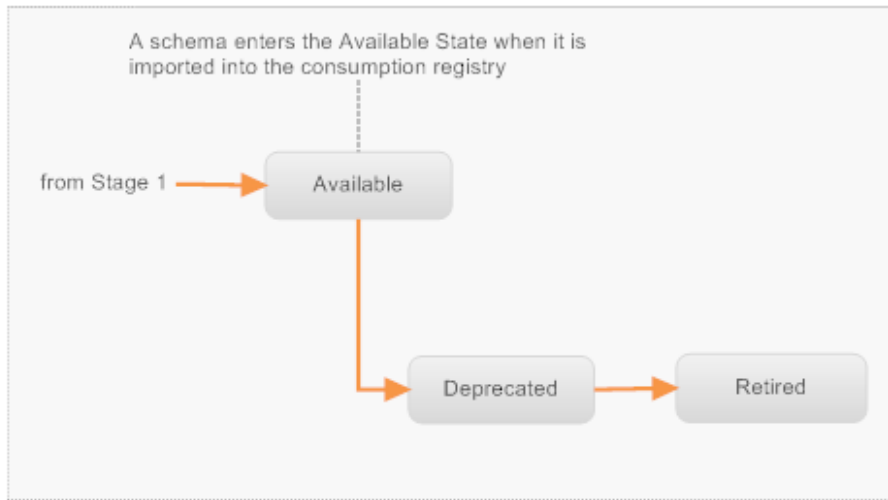 A schema enters the Available State when it is
imported into the consumption registry
from Stage 1
Available
Deprecated
Retired